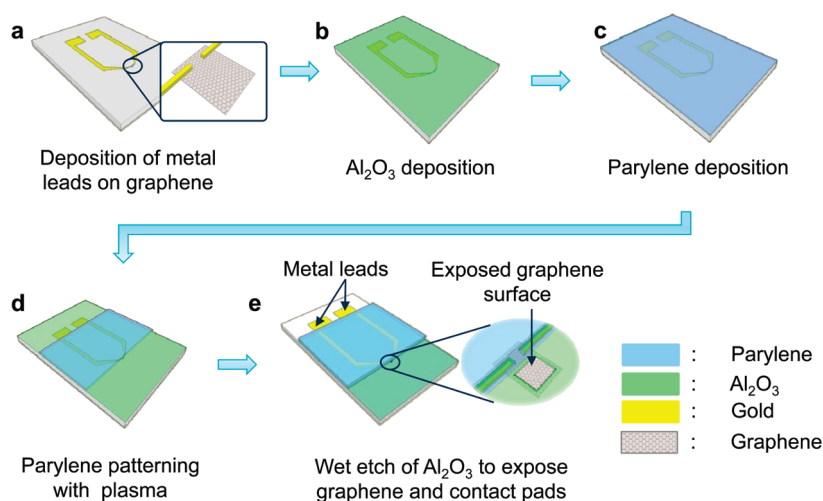 a
Deposition of metal
leads on graphene
b
Al₂O₃ deposition
c
Parylene deposition
d
Parylene patterning
with plasma
e
Metal leads
Exposed graphene
surface
Wet etch of Al₂O₃ to expose
graphene and contact pads
: Parylene
: Al₂O₃
: Gold
: Graphene